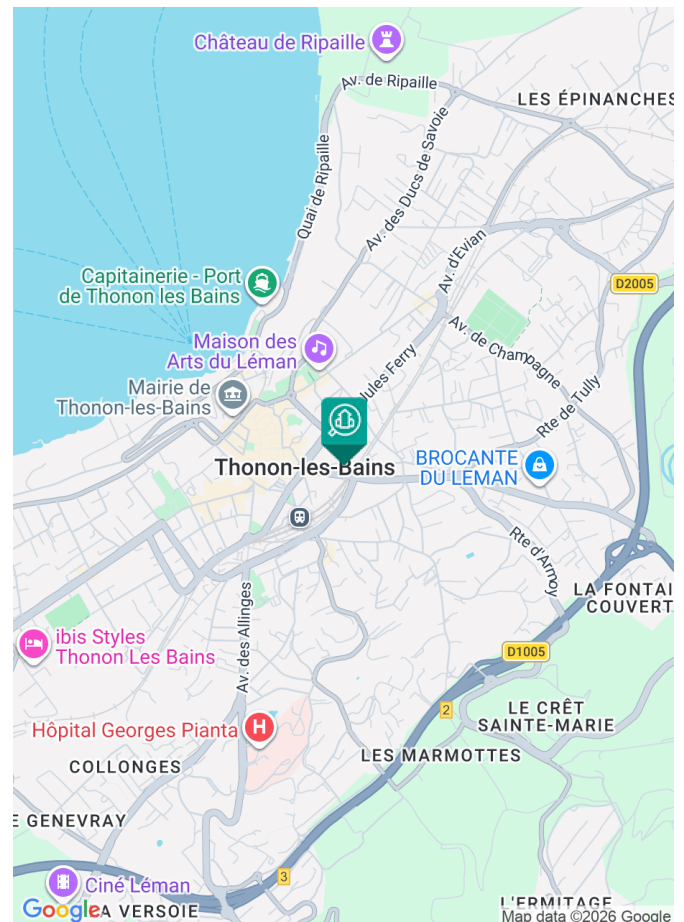 Château de Ripaille
Av. de Ripaille
LES ÉPINANCHES
Quai de Ripaille
Av. des Ducs de Savoie
Av. d'Evian
Capitainerie - Port
de Thonon les Bains
D2005
Maison des
Arts du Léman
Av. de Champagne
Jules Ferry
Mairie de
Thonon-les-Bains
Rte de Tully
Thonon-les-Bains
BROCANTE
DU LEMAN
Rte d'Armoy
LA FONTAI
COUVERT
Av. des Allinges
ibis Styles
Thonon Les Bains
D1005
2
LE CRÊT
SAINTE-MARIE
Hôpital Georges Pianta
H
LES MARMOTTES
COLLONGES
E GENEVRAY
3
Ciné Léman
Google
A VERSOIE
L'ERMITAGE
Map data ©2026 Google